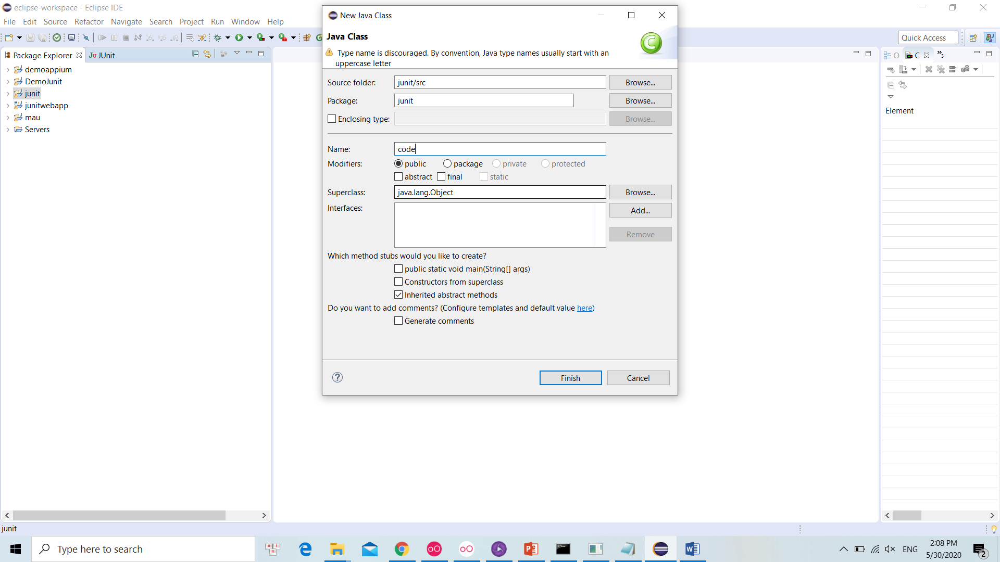 eclipse-workspace - Eclipse IDE
File Edit Source Refactor Navigate Search Project Run Window Help
Quick Access
Package Explorer
JUnit
demoappium
DemoJunit
junit
junitwebapp
mau
Servers
New Java Class
Java Class
Type name is discouraged. By convention, Java type names usually start with an
uppercase letter
Source folder: junit/src Browse...
Package: junit Browse...
Enclosing type: Browse...
Name: code
Modifiers: public package private protected
abstract final static
Superclass: java.lang.Object Browse...
Interfaces: Add...
Remove
Which method stubs would you like to create?
public static void main(String[] args)
Constructors from superclass
Inherited abstract methods
Do you want to add comments? (Configure templates and default value here)
Generate comments
Finish Cancel
O C 3
Element
junit
Type here to search
ENG
2:08 PM
5/30/2020
2